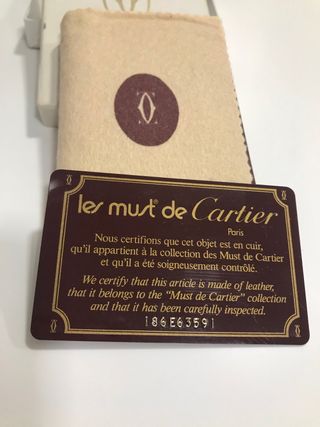 les must de Cartier
Paris
Nous certifions que cet objet est en cuir,
qu'il appartient à la collection des Must de Cartier
et qu'il a été soigneusement contrôlé.
We certify that this article is made of leather,
that it belongs to the "Must de Cartier" collection
and that it has been carefully inspected.
186E63591